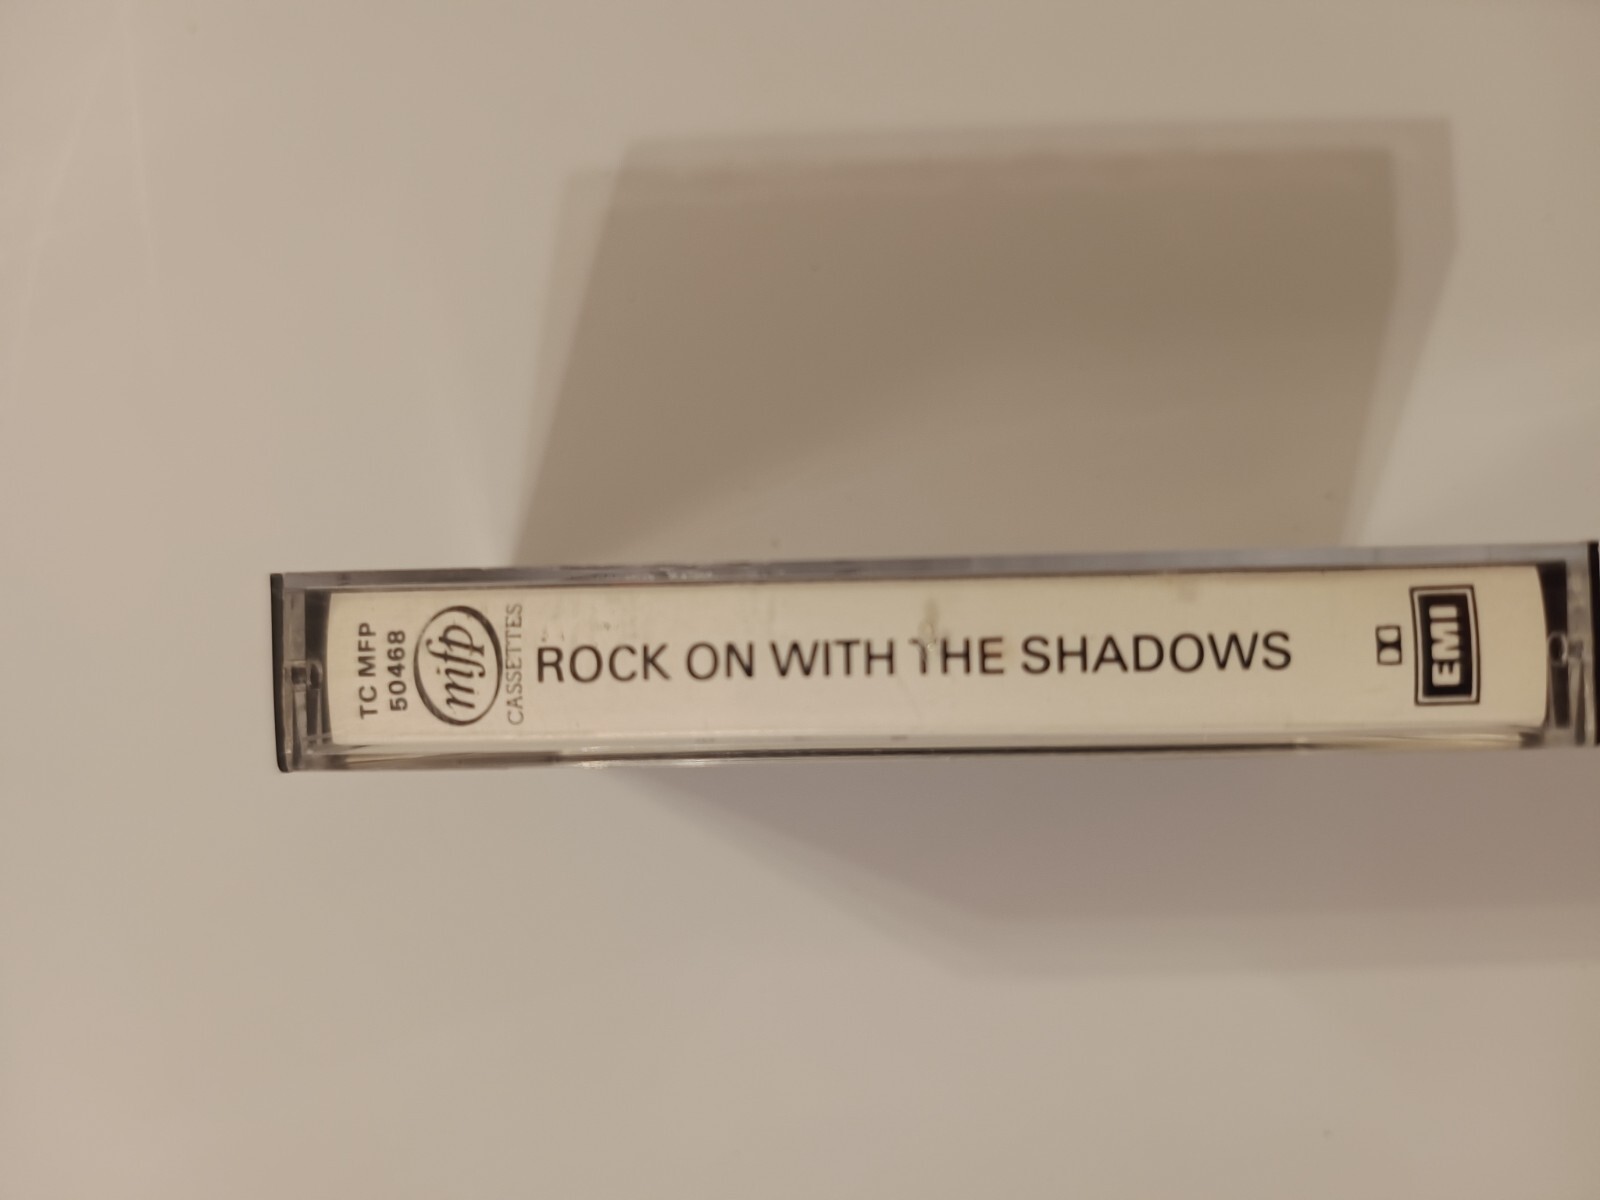 TC MFP
50468
mfp
CASSETTES
ROCK ON WITH THE SHADOWS
EMI